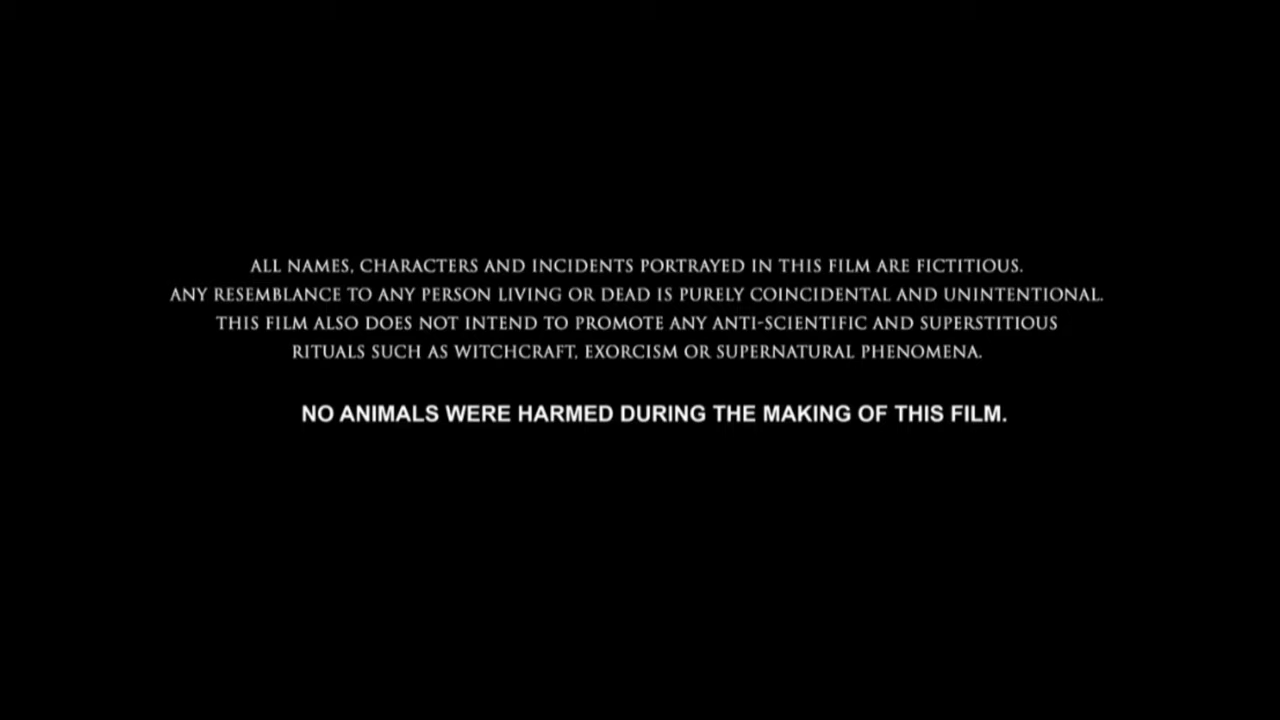 ALL NAMES, CHARACTERS AND INCIDENTS PORTRAYED IN THIS FILM ARE FICTITIOUS.
ANY RESEMBLANCE TO ANY PERSON LIVING OR DEAD IS PURELY COINCIDENTAL AND UNINTENTIONAL.
THIS FILM ALSO DOES NOT INTEND TO PROMOTE ANY ANTI-SCIENTIFIC AND SUPERSTITIOUS
RITUALS SUCH AS WITCHCRAFT, EXORCISM OR SUPERNATURAL PHENOMENA.
NO ANIMALS WERE HARMED DURING THE MAKING OF THIS FILM.